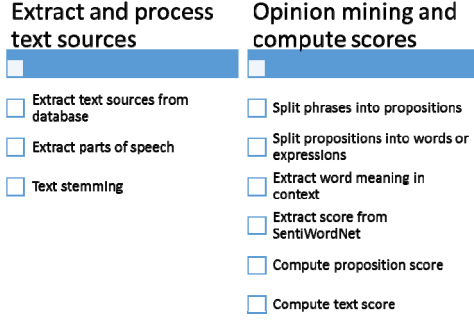 Extract and process
text sources
Extract text sources from
database
Extract parts of speech
Text stemming
Opinion mining and
compute scores
Split phrases into propositions
Split propositions into words or
expressions
Extract word meaning in
context
Extract score from
SentiWordNet
Compute proposition score
Compute text score